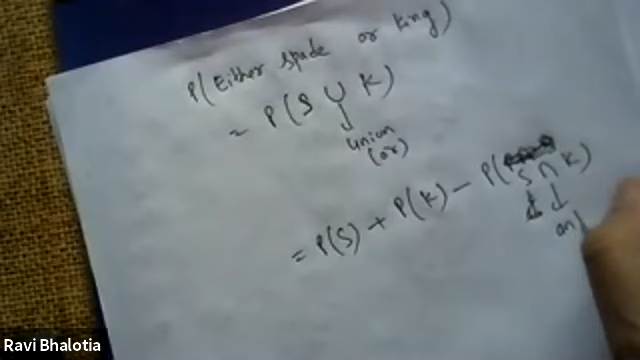 P(Either spade or king)
= P(S ∪ K)
↓
union
(or)
= P(S) + P(K) - P(S ∩ K)
↓
and
Ravi Bhalotia